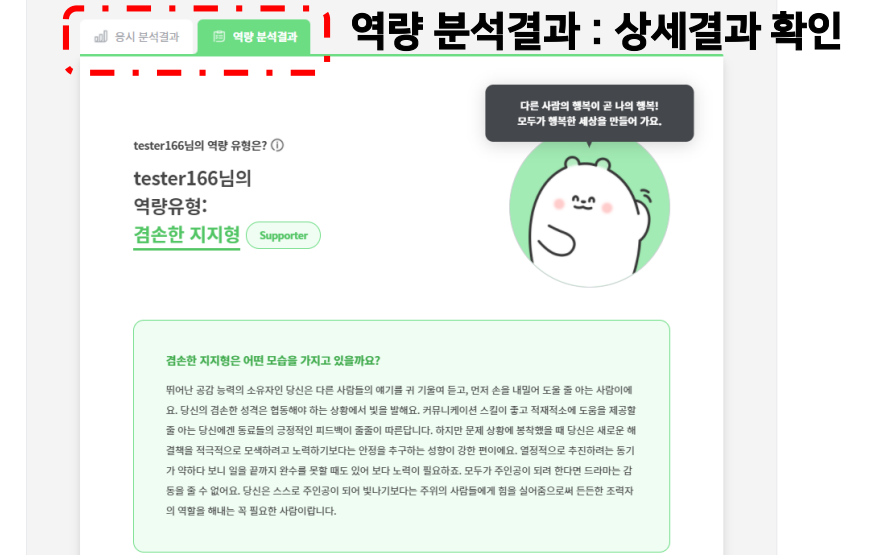 응시 분석결과
역량 분석결과
역량 분석결과 : 상세결과 확인
다른 사람의 행복이 곧 나의 행복!
모두가 행복한 세상을 만들어 가요.
tester166님의 역량 유형은? ⓘ
tester166님의
역량유형:
겸손한 지지형 Supporter
겸손한 지지형은 어떤 모습을 가지고 있을까요?
뛰어난 공감 능력의 소유자인 당신은 다른 사람들의 얘기를 귀 기울여 듣고, 먼저 손을 내밀어 도울 줄 아는 사람이에
요. 당신의 겸손한 성격은 협동해야 하는 상황에서 빛을 발해요. 커뮤니케이션 스킬이 좋고 적재적소에 도움을 제공할
줄 아는 당신에겐 동료들의 긍정적인 피드백이 줄줄이 따른답니다. 하지만 문제 상황에 봉착했을 때 당신은 새로운 해
결책을 적극적으로 모색하려고 노력하기보다는 안정을 추구하는 성향이 강한 편이에요. 열정적으로 추진하려는 동기
가 약하다 보니 일을 끝까지 완수를 못할 때도 있어 보다 노력이 필요하죠. 모두가 주인공이 되려 한다면 드라마는 감
동을 줄 수 없어요. 당신은 스스로 주인공이 되어 빛나기보다는 주위의 사람들에게 힘을 실어줌으로써 든든한 조력자
의 역할을 해내는 꼭 필요한 사람이랍니다.